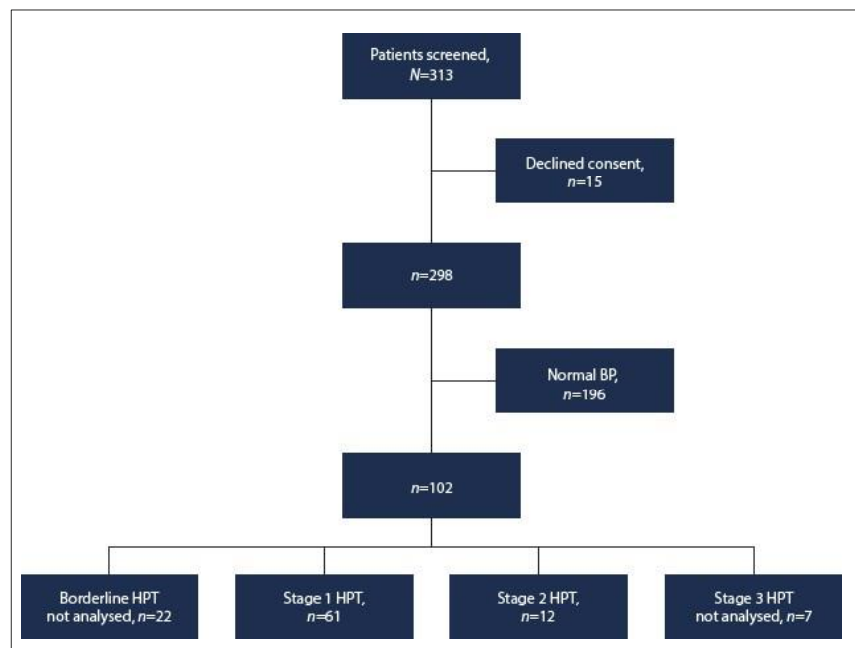 Patients screened,
N=313
Declined consent,
n=15
n=298
Normal BP,
n=196
n=102
Borderline HPT
not analysed, n=22
Stage 1 HPT,
n=61
Stage 2 HPT,
n=12
Stage 3 HPT
not analysed, n=7